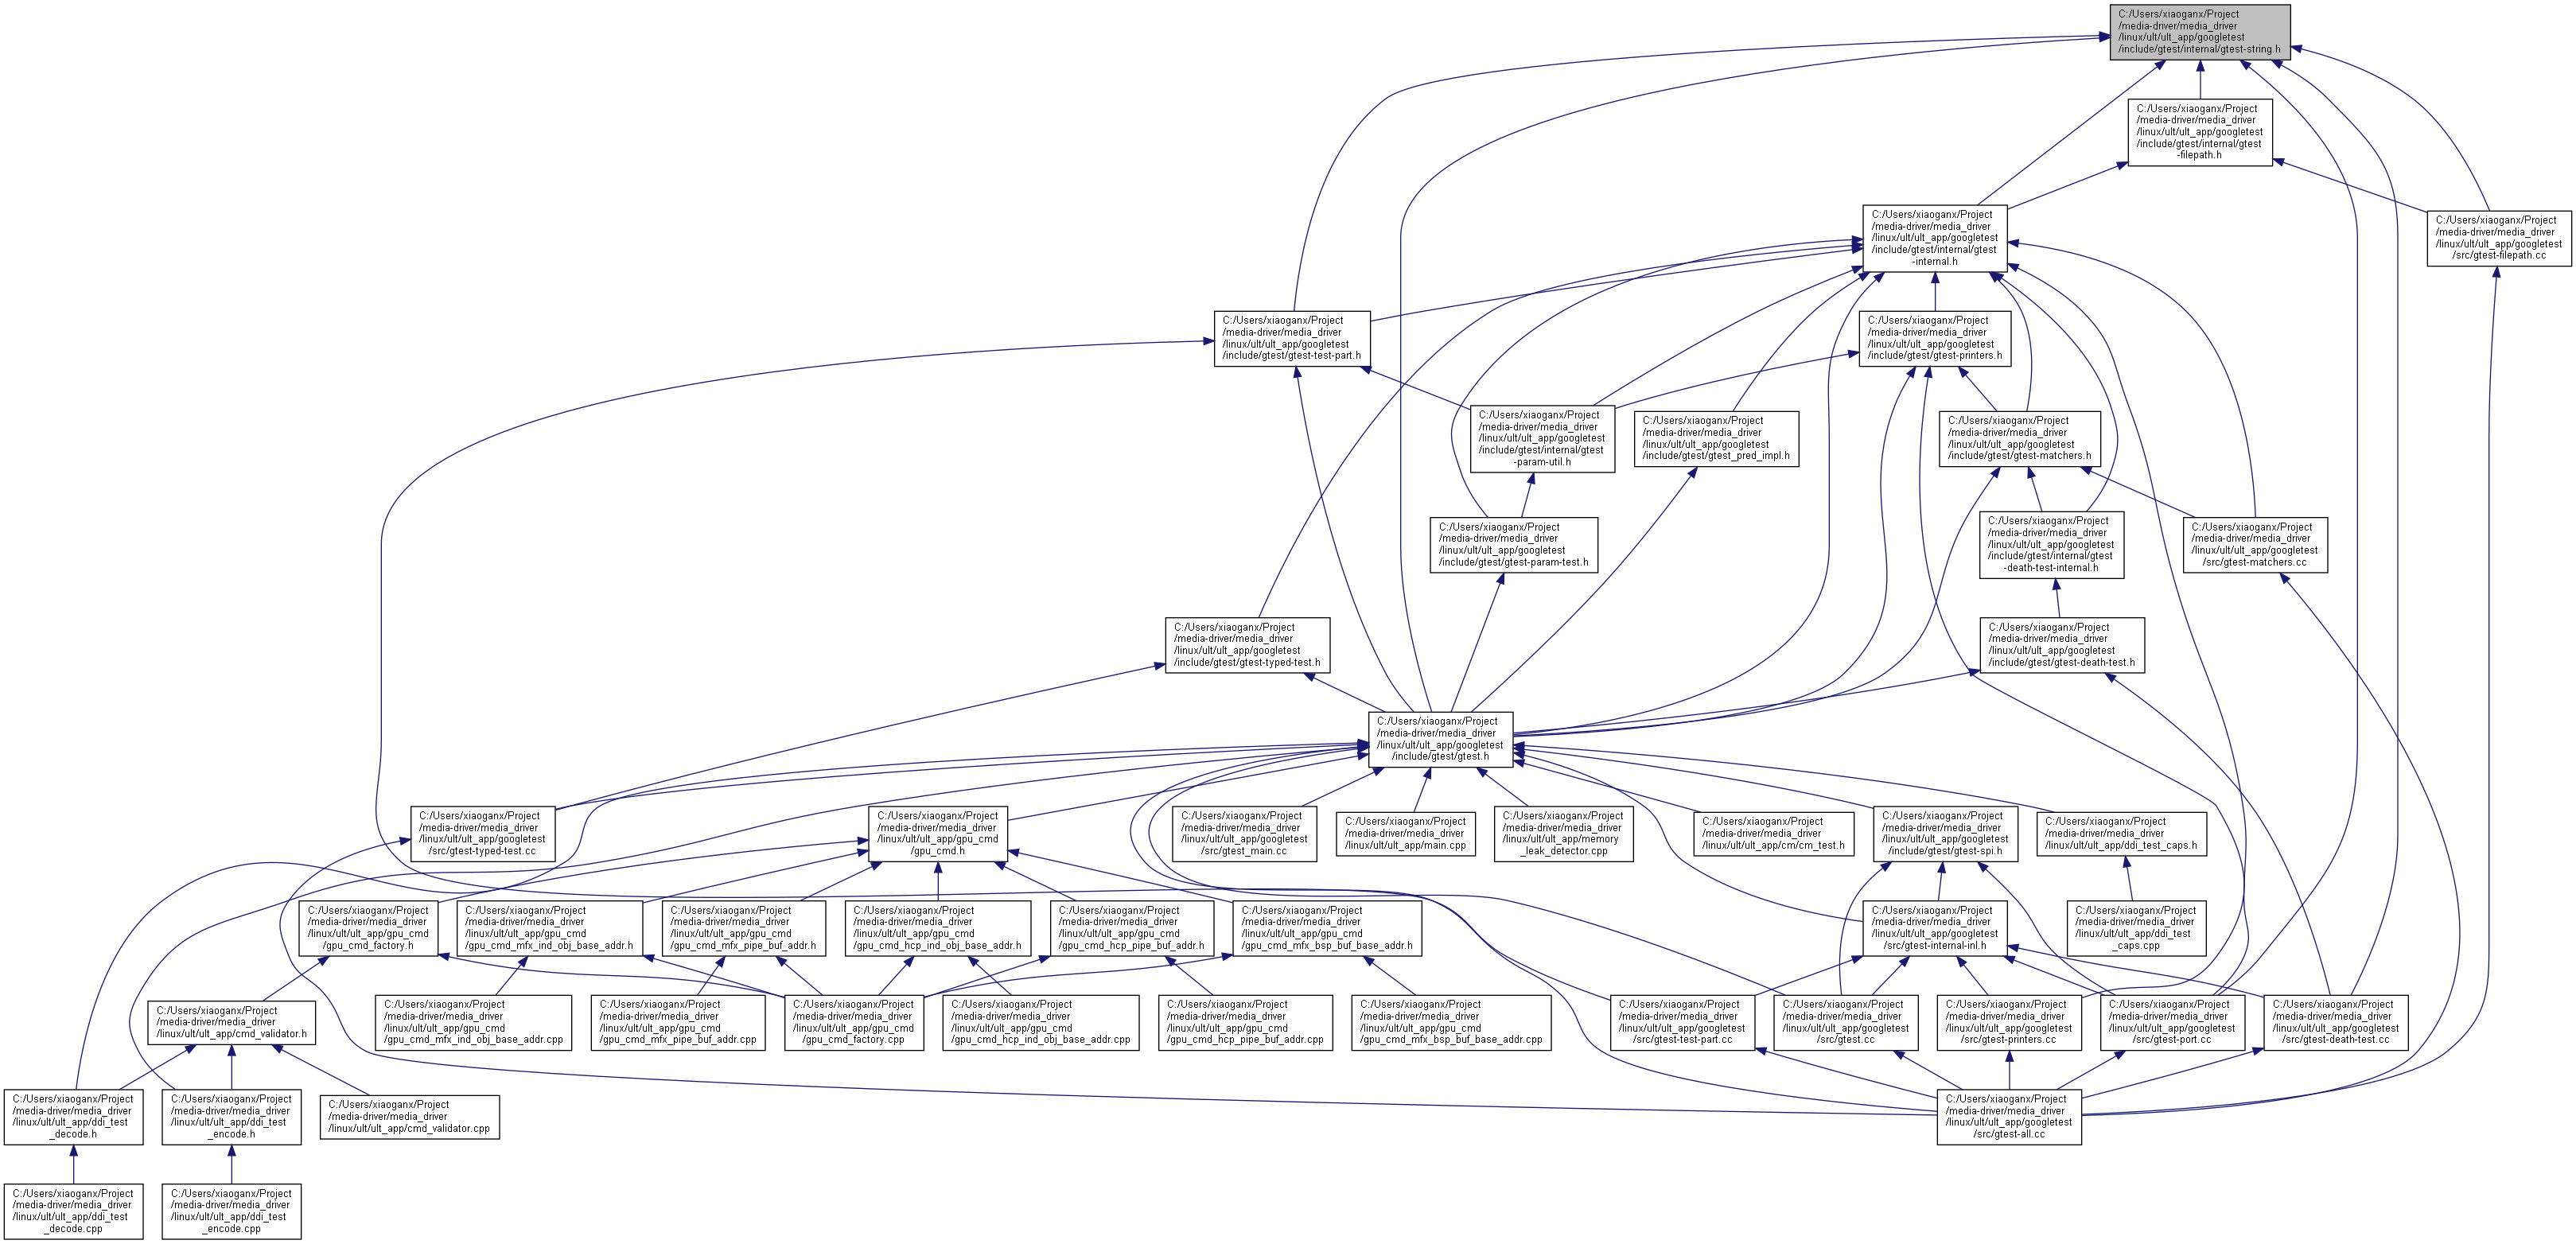 C:/Users/xiaoganx/Project
/media-driver/media_driver
/linux/ult/ult_app/googletest
/include/gtest/internal/gtest-string.h
C:/Users/xiaoganx/Project
/media-driver/media_driver
/linux/ult/ult_app/googletest
/include/gtest/internal/gtest
-filepath.h
C:/Users/xiaoganx/Project
/media-driver/media_driver
/linux/ult/ult_app/googletest
/include/gtest/internal/gtest
-internal.h
C:/Users/xiaoganx/Project
/media-driver/media_driver
/linux/ult/ult_app/googletest
/src/gtest-filepath.cc
C:/Users/xiaoganx/Project
/media-driver/media_driver
/linux/ult/ult_app/googletest
/include/gtest/gtest-test-part.h
C:/Users/xiaoganx/Project
/media-driver/media_driver
/linux/ult/ult_app/googletest
/include/gtest/gtest-printers.h
C:/Users/xiaoganx/Project
/media-driver/media_driver
/linux/ult/ult_app/googletest
/include/gtest/internal/gtest
-param-util.h
C:/Users/xiaoganx/Project
/media-driver/media_driver
/linux/ult/ult_app/googletest
/include/gtest/gtest_pred_impl.h
C:/Users/xiaoganx/Project
/media-driver/media_driver
/linux/ult/ult_app/googletest
/include/gtest/gtest-matchers.h
C:/Users/xiaoganx/Project
/media-driver/media_driver
/linux/ult/ult_app/googletest
/include/gtest/gtest-param-test.h
C:/Users/xiaoganx/Project
/media-driver/media_driver
/linux/ult/ult_app/googletest
/include/gtest/internal/gtest
-death-test-internal.h
C:/Users/xiaoganx/Project
/media-driver/media_driver
/linux/ult/ult_app/googletest
/src/gtest-matchers.cc
C:/Users/xiaoganx/Project
/media-driver/media_driver
/linux/ult/ult_app/googletest
/include/gtest/gtest-typed-test.h
C:/Users/xiaoganx/Project
/media-driver/media_driver
/linux/ult/ult_app/googletest
/include/gtest/gtest-death-test.h
C:/Users/xiaoganx/Project
/media-driver/media_driver
/linux/ult/ult_app/googletest
/include/gtest/gtest.h
C:/Users/xiaoganx/Project
/media-driver/media_driver
/linux/ult/ult_app/googletest
/src/gtest-typed-test.cc
C:/Users/xiaoganx/Project
/media-driver/media_driver
/linux/ult/ult_app/gpu_cmd
/gpu_cmd.h
C:/Users/xiaoganx/Project
/media-driver/media_driver
/linux/ult/ult_app/googletest
/src/gtest_main.cc
C:/Users/xiaoganx/Project
/media-driver/media_driver
/linux/ult/ult_app/main.cpp
C:/Users/xiaoganx/Project
/media-driver/media_driver
/linux/ult/ult_app/memory
_leak_detector.cpp
C:/Users/xiaoganx/Project
/media-driver/media_driver
/linux/ult/ult_app/cm/cm_test.h
C:/Users/xiaoganx/Project
/media-driver/media_driver
/linux/ult/ult_app/googletest
/include/gtest/gtest-spi.h
C:/Users/xiaoganx/Project
/media-driver/media_driver
/linux/ult/ult_app/ddi_test_caps.h
C:/Users/xiaoganx/Project
/media-driver/media_driver
/linux/ult/ult_app/gpu_cmd
/gpu_cmd_factory.h
C:/Users/xiaoganx/Project
/media-driver/media_driver
/linux/ult/ult_app/gpu_cmd
/gpu_cmd_mfx_ind_obj_base_addr.h
C:/Users/xiaoganx/Project
/media-driver/media_driver
/linux/ult/ult_app/gpu_cmd
/gpu_cmd_mfx_pipe_buf_addr.h
C:/Users/xiaoganx/Project
/media-driver/media_driver
/linux/ult/ult_app/gpu_cmd
/gpu_cmd_hcp_ind_obj_base_addr.h
C:/Users/xiaoganx/Project
/media-driver/media_driver
/linux/ult/ult_app/gpu_cmd
/gpu_cmd_hcp_pipe_buf_addr.h
C:/Users/xiaoganx/Project
/media-driver/media_driver
/linux/ult/ult_app/gpu_cmd
/gpu_cmd_mfx_bsp_buf_base_addr.h
C:/Users/xiaoganx/Project
/media-driver/media_driver
/linux/ult/ult_app/googletest
/src/gtest-internal-inl.h
C:/Users/xiaoganx/Project
/media-driver/media_driver
/linux/ult/ult_app/ddi_test
_caps.cpp
C:/Users/xiaoganx/Project
/media-driver/media_driver
/linux/ult/ult_app/cmd_validator.h
C:/Users/xiaoganx/Project
/media-driver/media_driver
/linux/ult/ult_app/gpu_cmd
/gpu_cmd_mfx_ind_obj_base_addr.cpp
C:/Users/xiaoganx/Project
/media-driver/media_driver
/linux/ult/ult_app/gpu_cmd
/gpu_cmd_mfx_pipe_buf_addr.cpp
C:/Users/xiaoganx/Project
/media-driver/media_driver
/linux/ult/ult_app/gpu_cmd
/gpu_cmd_factory.cpp
C:/Users/xiaoganx/Project
/media-driver/media_driver
/linux/ult/ult_app/gpu_cmd
/gpu_cmd_hcp_ind_obj_base_addr.cpp
C:/Users/xiaoganx/Project
/media-driver/media_driver
/linux/ult/ult_app/gpu_cmd
/gpu_cmd_hcp_pipe_buf_addr.cpp
C:/Users/xiaoganx/Project
/media-driver/media_driver
/linux/ult/ult_app/gpu_cmd
/gpu_cmd_mfx_bsp_buf_base_addr.cpp
C:/Users/xiaoganx/Project
/media-driver/media_driver
/linux/ult/ult_app/googletest
/src/gtest-test-part.cc
C:/Users/xiaoganx/Project
/media-driver/media_driver
/linux/ult/ult_app/googletest
/src/gtest.cc
C:/Users/xiaoganx/Project
/media-driver/media_driver
/linux/ult/ult_app/googletest
/src/gtest-printers.cc
C:/Users/xiaoganx/Project
/media-driver/media_driver
/linux/ult/ult_app/googletest
/src/gtest-port.cc
C:/Users/xiaoganx/Project
/media-driver/media_driver
/linux/ult/ult_app/googletest
/src/gtest-death-test.cc
C:/Users/xiaoganx/Project
/media-driver/media_driver
/linux/ult/ult_app/ddi_test
_decode.h
C:/Users/xiaoganx/Project
/media-driver/media_driver
/linux/ult/ult_app/ddi_test
_encode.h
C:/Users/xiaoganx/Project
/media-driver/media_driver
/linux/ult/ult_app/cmd_validator.cpp
C:/Users/xiaoganx/Project
/media-driver/media_driver
/linux/ult/ult_app/googletest
/src/gtest-all.cc
C:/Users/xiaoganx/Project
/media-driver/media_driver
/linux/ult/ult_app/ddi_test
_decode.cpp
C:/Users/xiaoganx/Project
/media-driver/media_driver
/linux/ult/ult_app/ddi_test
_encode.cpp